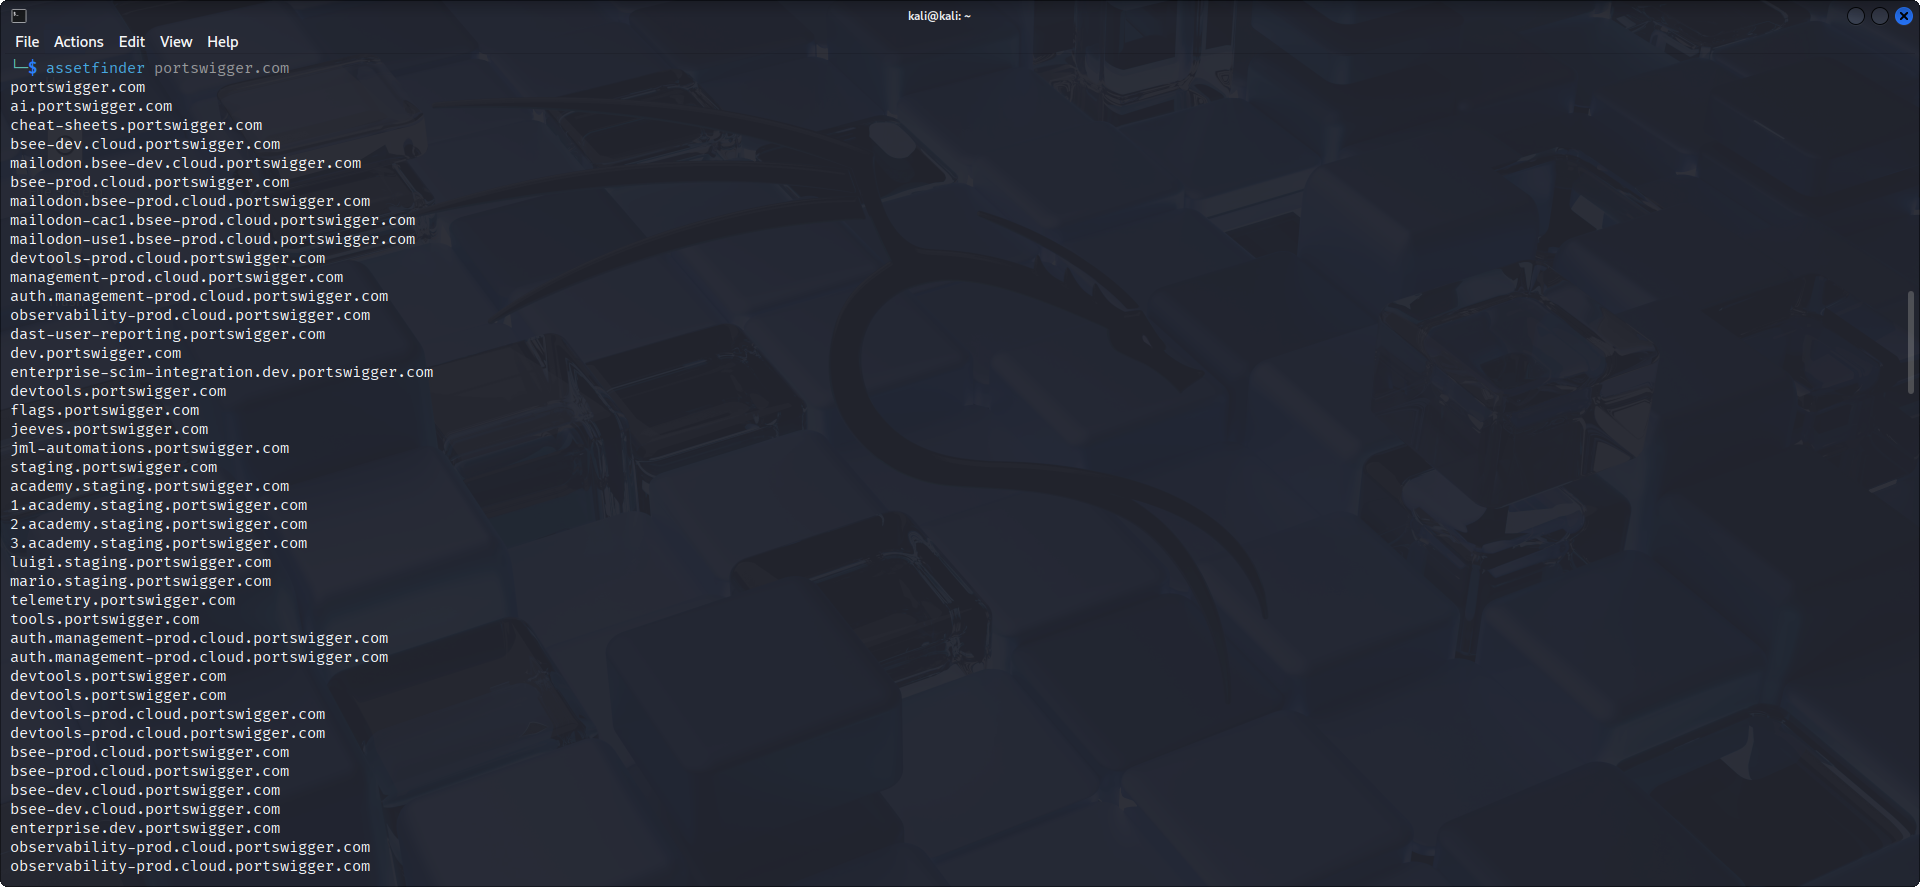 kali@kali: ~
File Actions Edit View Help
└─$ assetfinder portswigger.com
portswigger.com
ai.portswigger.com
cheat-sheets.portswigger.com
bsee-dev.cloud.portswigger.com
mailodon.bsee-dev.cloud.portswigger.com
bsee-prod.cloud.portswigger.com
mailodon.bsee-prod.cloud.portswigger.com
mailodon-cac1.bsee-prod.cloud.portswigger.com
mailodon-use1.bsee-prod.cloud.portswigger.com
devtools-prod.cloud.portswigger.com
management-prod.cloud.portswigger.com
auth.management-prod.cloud.portswigger.com
observability-prod.cloud.portswigger.com
dast-user-reporting.portswigger.com
dev.portswigger.com
enterprise-scim-integration.dev.portswigger.com
devtools.portswigger.com
flags.portswigger.com
jeeves.portswigger.com
jml-automations.portswigger.com
staging.portswigger.com
academy.staging.portswigger.com
1.academy.staging.portswigger.com
2.academy.staging.portswigger.com
3.academy.staging.portswigger.com
luigi.staging.portswigger.com
mario.staging.portswigger.com
telemetry.portswigger.com
tools.portswigger.com
auth.management-prod.cloud.portswigger.com
auth.management-prod.cloud.portswigger.com
devtools.portswigger.com
devtools.portswigger.com
devtools-prod.cloud.portswigger.com
devtools-prod.cloud.portswigger.com
bsee-prod.cloud.portswigger.com
bsee-prod.cloud.portswigger.com
bsee-dev.cloud.portswigger.com
bsee-dev.cloud.portswigger.com
enterprise.dev.portswigger.com
observability-prod.cloud.portswigger.com
observability-prod.cloud.portswigger.com